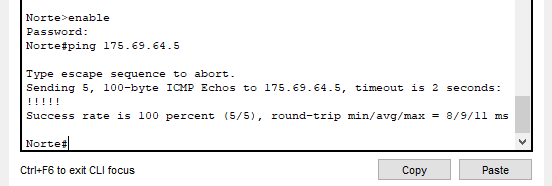 Norte>enable
Password:
Norte#ping 175.69.64.5
Type escape sequence to abort.
Sending 5, 100-byte ICMP Echos to 175.69.64.5, timeout is 2 seconds:
!!!!!
Success rate is 100 percent (5/5), round-trip min/avg/max = 8/9/11 ms
Norte#
Ctrl+F6 to exit CLI focus
Copy
Paste